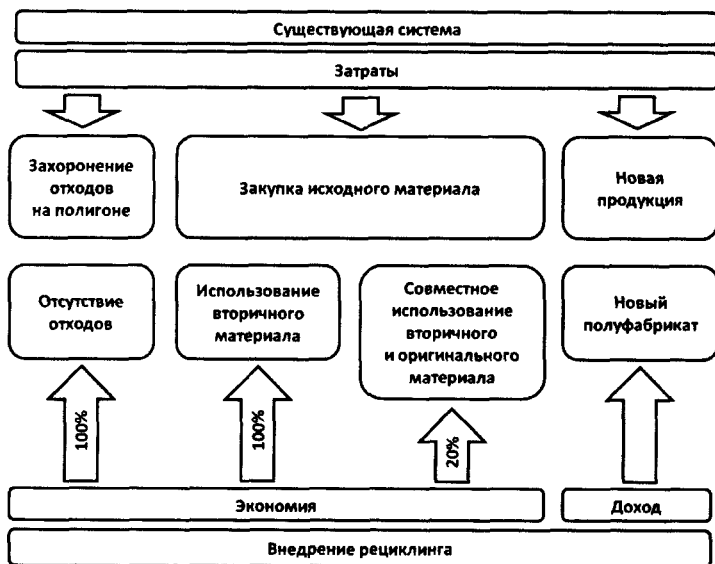 Существующая система
Затраты
Захоронение
отходов
на полигоне
Закупка исходного материала
Новая
продукция
Отсутствие
отходов
Использование
вторичного
материала
Совместное
использование
вторичного
и оригинального
материала
Новый
полуфабрикат
100%
100%
20%
Экономия
Доход
Внедрение рециклинга